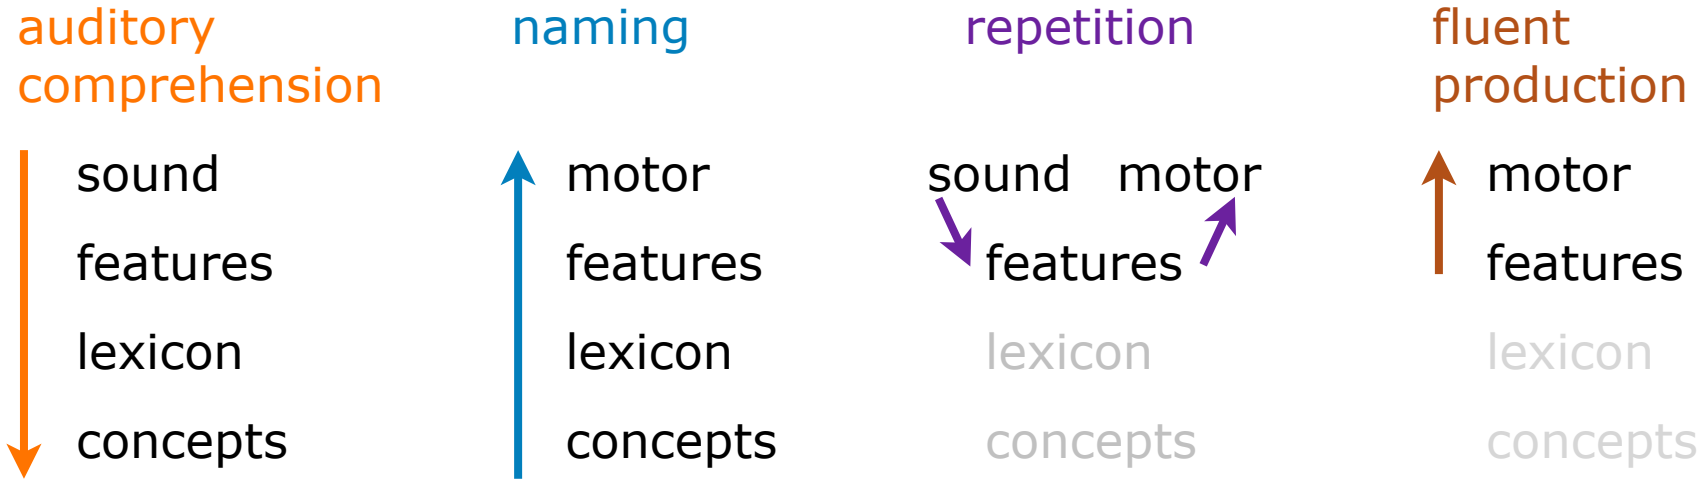 auditory
comprehension
sound
features
lexicon
concepts
naming
motor
features
lexicon
concepts
repetition
sound motor
features
lexicon
concepts
fluent
production
motor
features
lexicon
concepts